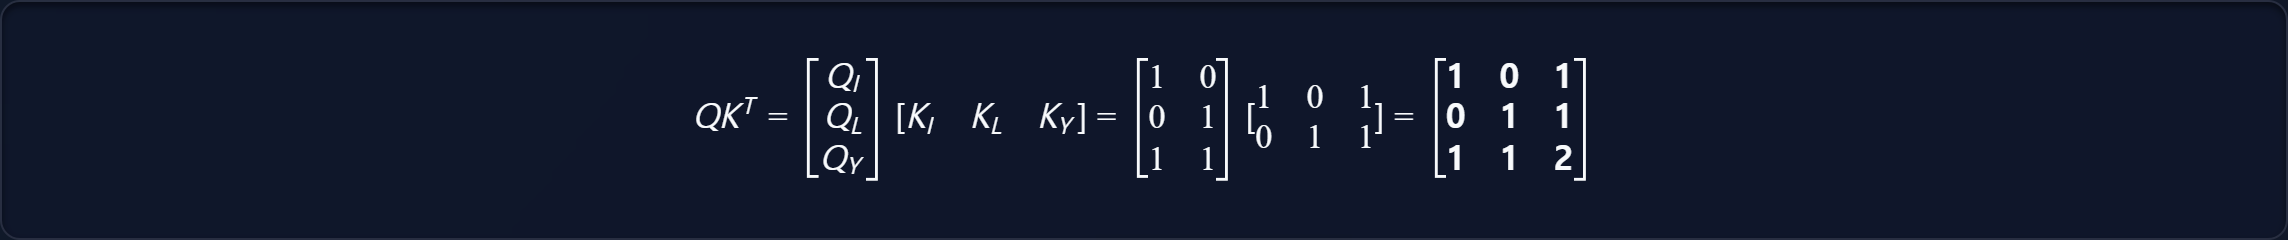 QKᵀ = [Q_I Q_L Q_Y] [K_I K_L K_Y] = [1 0; 0 1; 1 1] [1 0 1; 0 1 1] = [1 0 1; 0 1 1; 1 1 2]